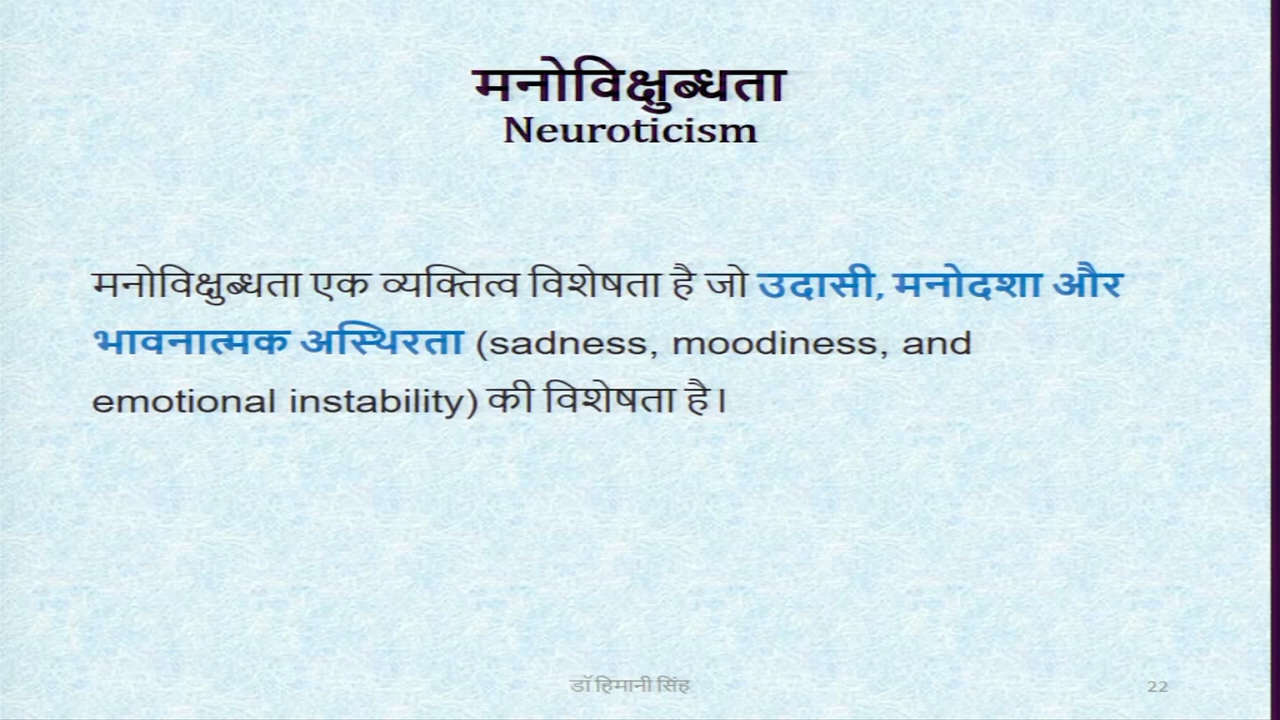 मनोविक्षुब्धता
Neuroticism
मनोविक्षुब्धता एक व्यक्तित्व विशेषता है जो उदासी, मनोदशा और
भावनात्मक अस्थिरता (sadness, moodiness, and
emotional instability) की विशेषता है।
डॉ हिमानी सिंह
22